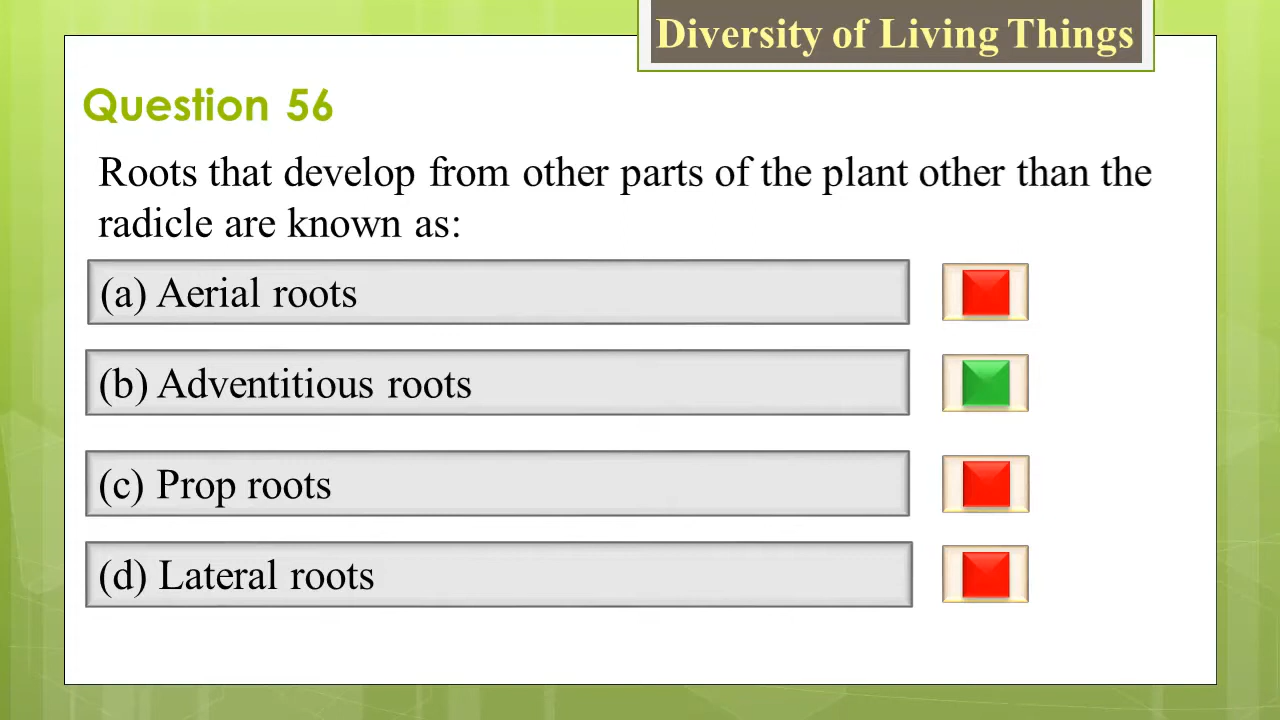 Diversity of Living Things
Question 56
Roots that develop from other parts of the plant other than the
radicle are known as:
(a) Aerial roots
(b) Adventitious roots
(c) Prop roots
(d) Lateral roots